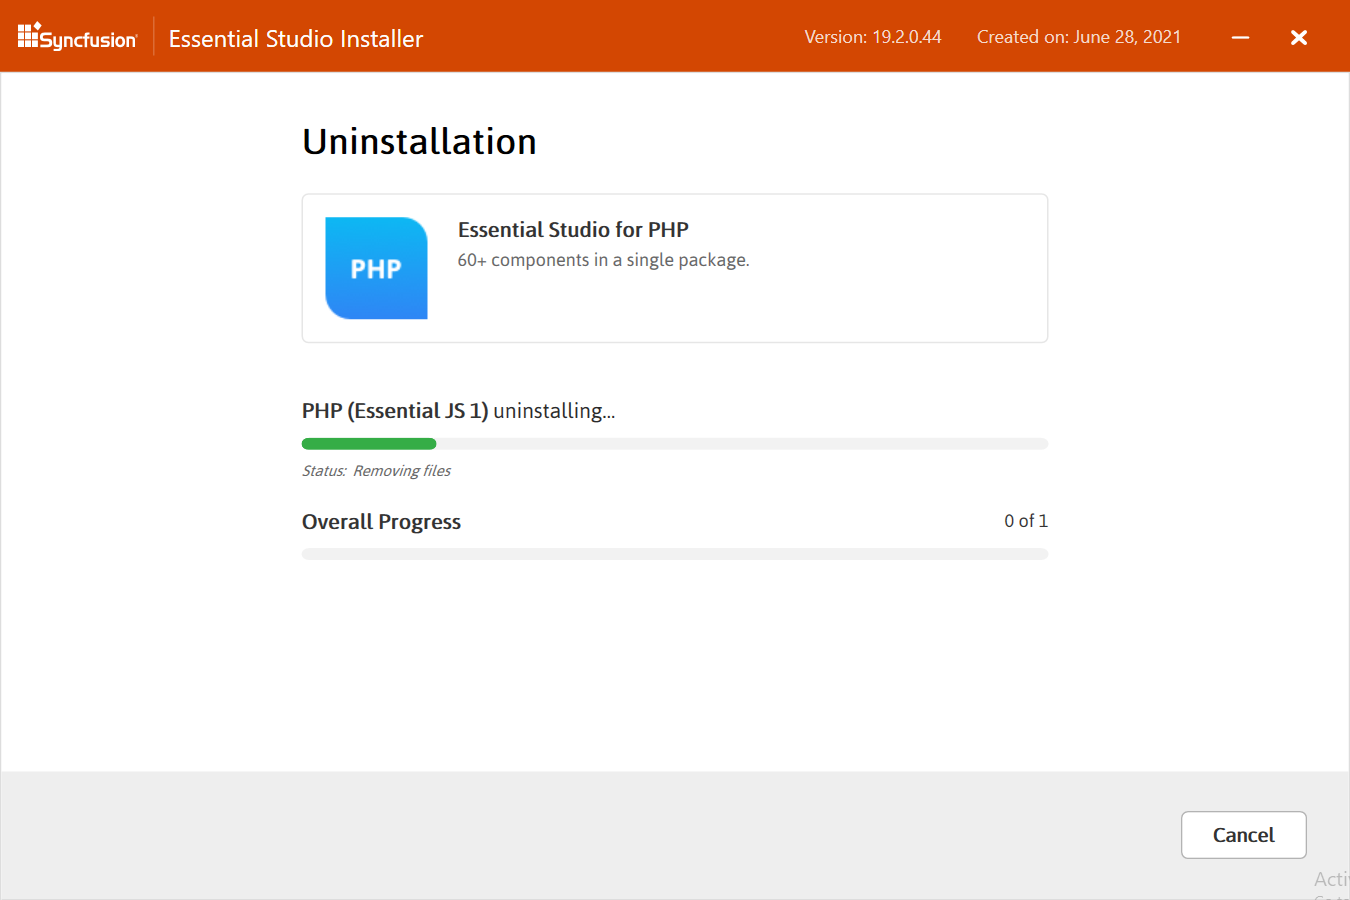 Syncfusion
Essential Studio Installer
Version: 19.2.0.44
Created on: June 28, 2021
Uninstallation
PHP
Essential Studio for PHP
60+ components in a single package.
PHP (Essential JS 1) uninstalling...
Status: Removing files
Overall Progress
0 of 1
Cancel
Acti